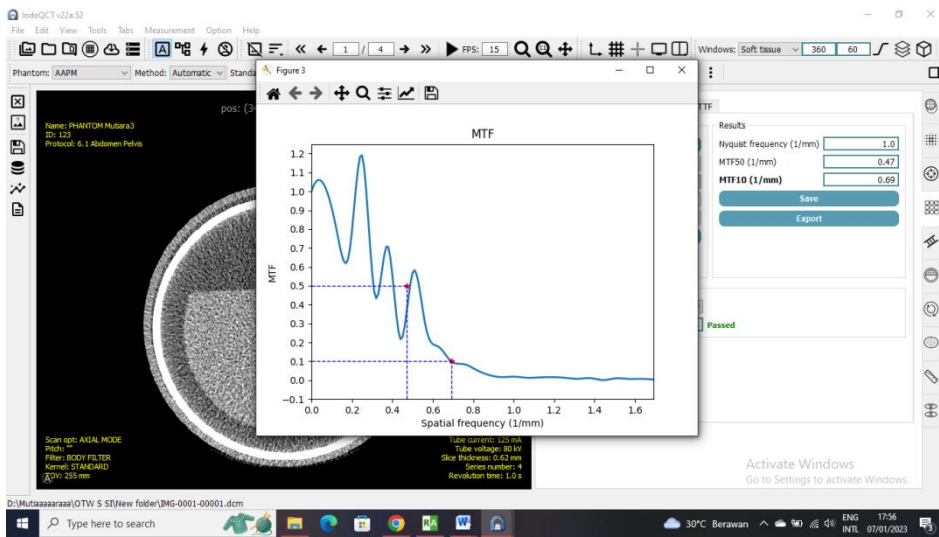 IndoQCT v22a.52
File Edit View Tools Tabs Measurement Option Help
1 / 4 FPS: 15 Windows: Soft tissue 360 60
Phantom: AAPM Method: Automatic Standa
Figure 3
pos: (3
Name: PHANTOM Mutiara3
ID: 123
Protocol: 6.1 Abdomen Pelvis
MTF
1.2
1.1
1.0
0.9
0.8
0.7
0.6
0.5
0.4
0.3
0.2
0.1
0.0
-0.1
MTF
0.0 0.2 0.4 0.6 0.8 1.0 1.2 1.4 1.6
Spatial frequency (1/mm)
TTF
Results
Nyquist frequency (1/mm) 1.0
MTF50 (1/mm) 0.47
MTF10 (1/mm) 0.69
Save
Export
Passed
Scan opt: AXIAL MODE
Pitch: ""
Filter: BODY FILTER
Kernel: STANDARD
FOV: 255 mm
Tube current: 125 mA
Tube voltage: 80 kV
Slice thickness: 0.62 mm
Series number: 4
Revolution time: 1.0 s
Activate Windows
Go to Settings to activate Windows.
D:\Mutiaaaaraaa\OTW S SI\New folder\IMG-0001-00001.dcm
Type here to search
30°C Berawan
ENG
INTL
17:56
07/01/2023